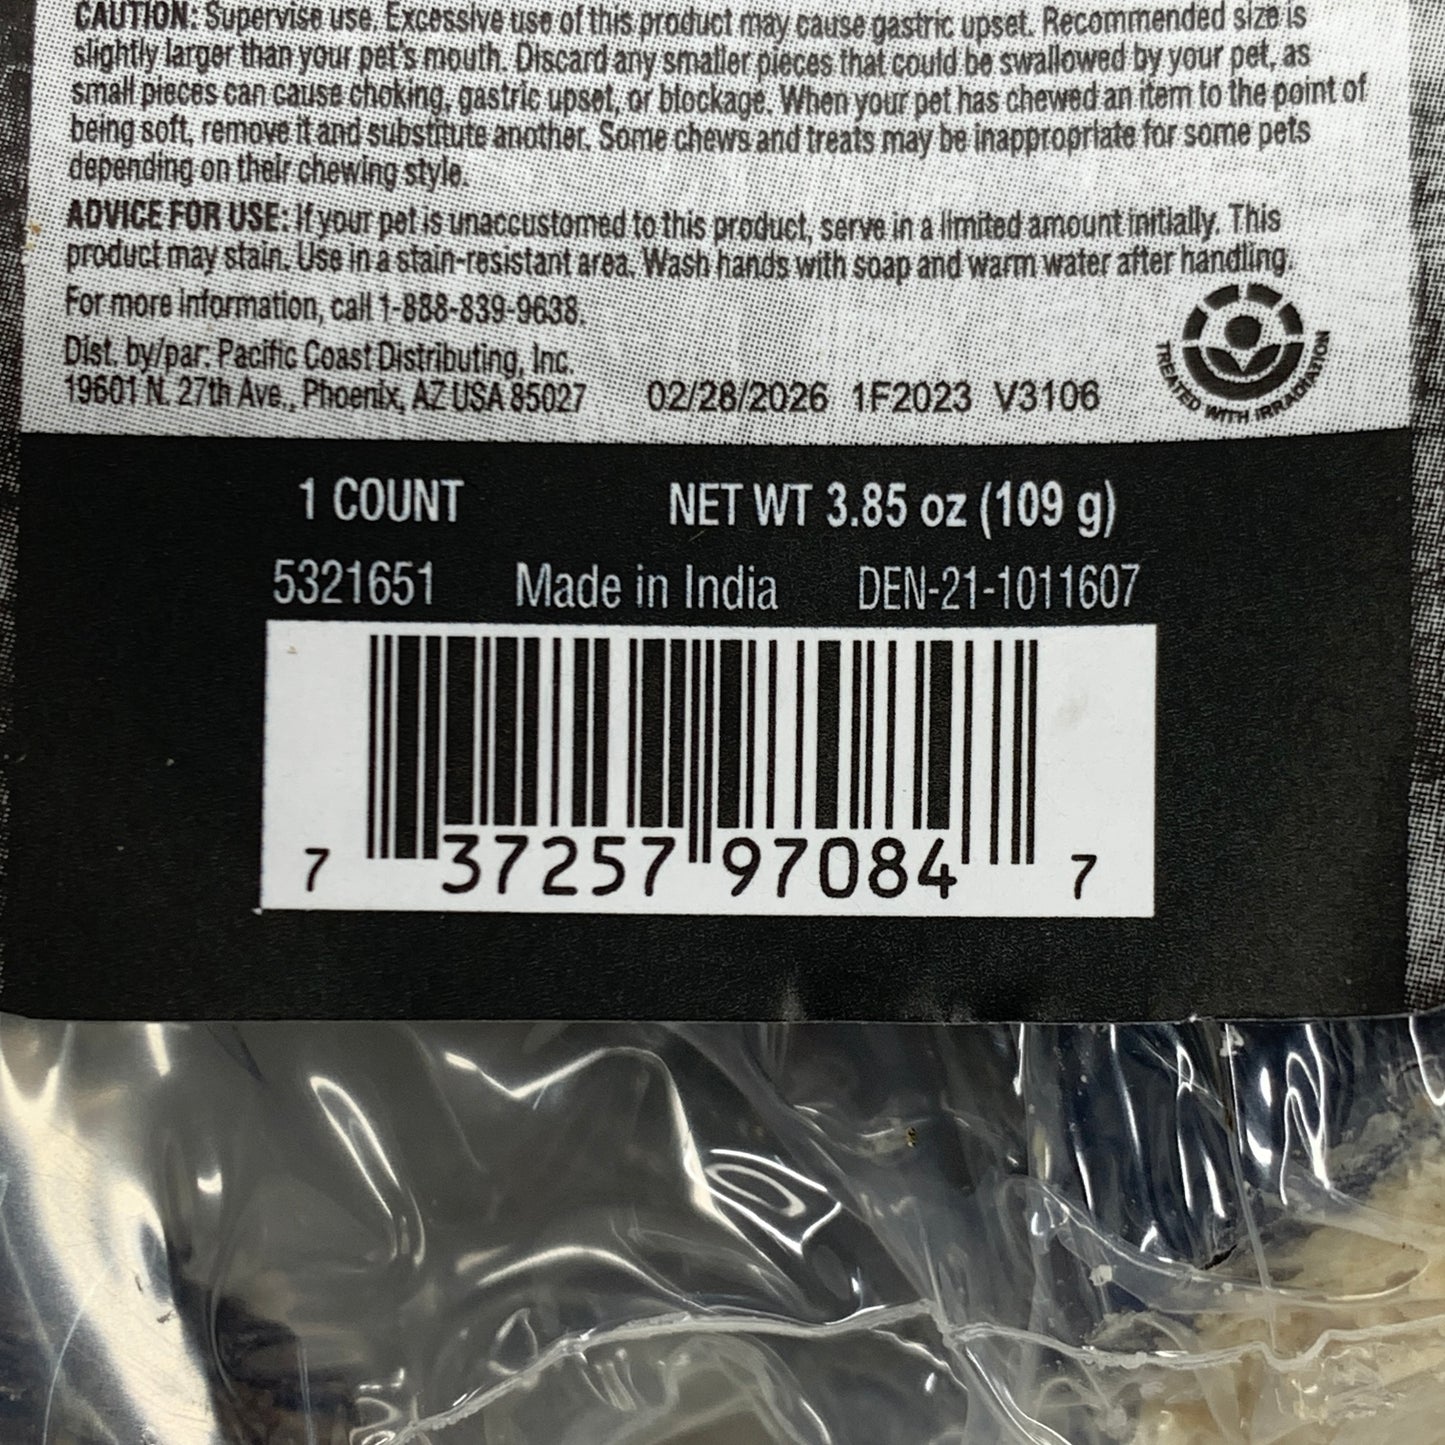 CAUTION: Supervise use. Excessive use of this product may cause gastric upset. Recommended size is
slightly larger than your pet's mouth. Discard any smaller pieces that could be swallowed by your pet, as
small pieces can cause choking, gastric upset, or blockage. When your pet has chewed an item to the point of
being soft, remove it and substitute another. Some chews and treats may be inappropriate for some pets
depending on their chewing style.
ADVICE FOR USE: If your pet is unaccustomed to this product, serve in a limited amount initially. This
product may stain. Use in a stain-resistant area. Wash hands with soap and warm water after handling.
For more information, call 1-888-839-9638.
Dist. by/par: Pacific Coast Distributing, Inc.
19601 N. 27th Ave., Phoenix, AZ USA 85027 02/28/2026 1F2023 V3106
TREATED WITH IRRADIATION
1 COUNT NET WT 3.85 oz (109 g)
5321651 Made in India DEN-21-1011607
7 37257 97084 7